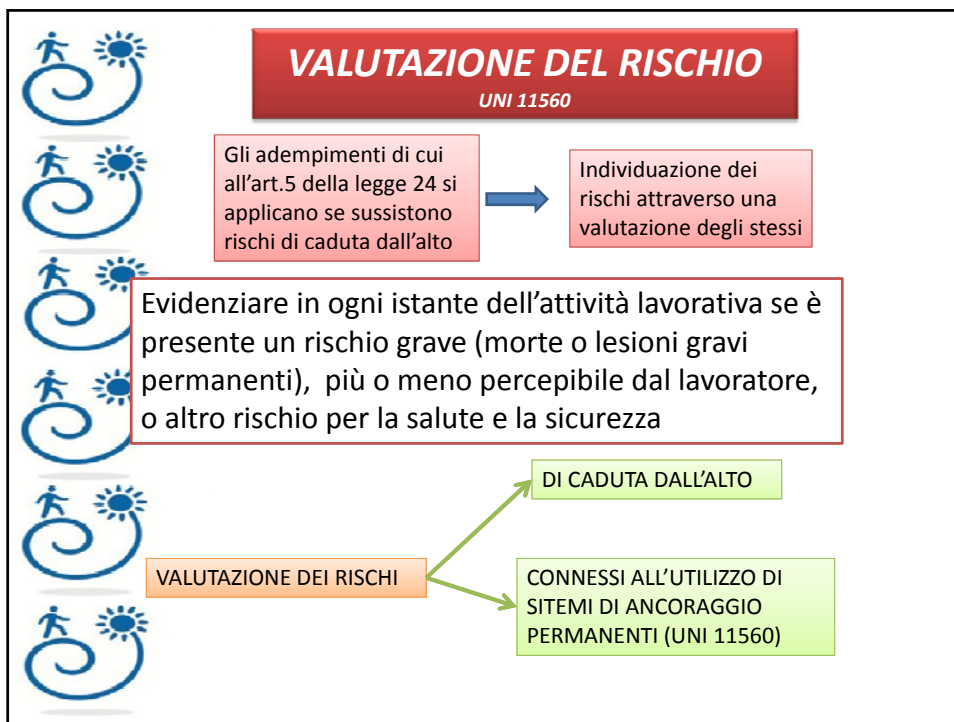 VALUTAZIONE DEL RISCHIO
UNI 11560
Gli adempimenti di cui
all’art.5 della legge 24 si
applicano se sussistono
rischi di caduta dall’alto
Individuazione dei
rischi attraverso una
valutazione degli stessi
Evidenziare in ogni istante dell’attività lavorativa se è
presente un rischio grave (morte o lesioni gravi
permanenti), più o meno percepibile dal lavoratore,
o altro rischio per la salute e la sicurezza
DI CADUTA DALL’ALTO
VALUTAZIONE DEI RISCHI
CONNESSI ALL’UTILIZZO DI
SITEMI DI ANCORAGGIO
PERMANENTI (UNI 11560)